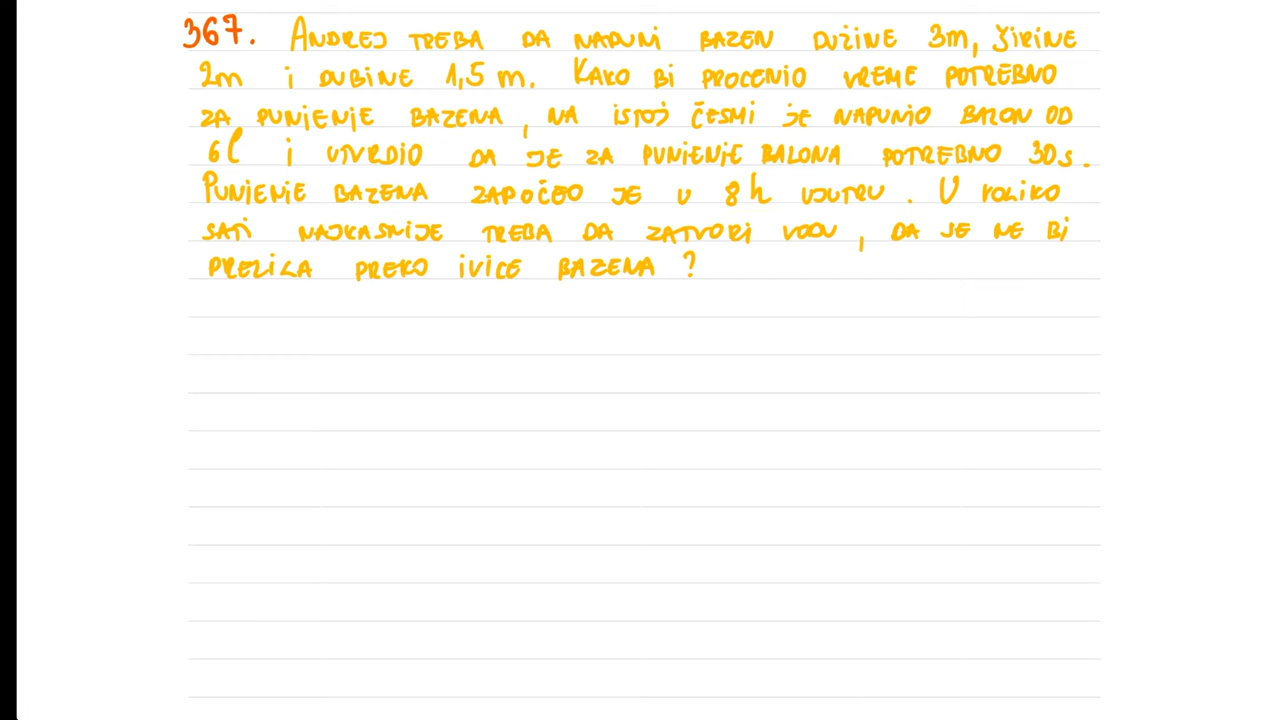 367. ANDREJ TREBA DA NAPUNI BAZEN DUŽINE 3m, ŠIRINE
2m i DUBINE 1,5 m. KAKO BI PROCENIO VREME POTREBNO
ZA PUNJENJE BAZENA, NA ISTOJ ČESMI JE NAPUNIO BALON OD
6l i UTVRDIO DA JE ZA PUNJENJE BALONA POTREBNO 30s.
PUNJENJE BAZENA ZAPOČEO JE U 8h UJUTRU. U KOLIKO
SATI NAJKASNIJE TREBA DA ZATVORI VODU, DA SE NE BI
PRELILA PREKO IVICE BAZENA?